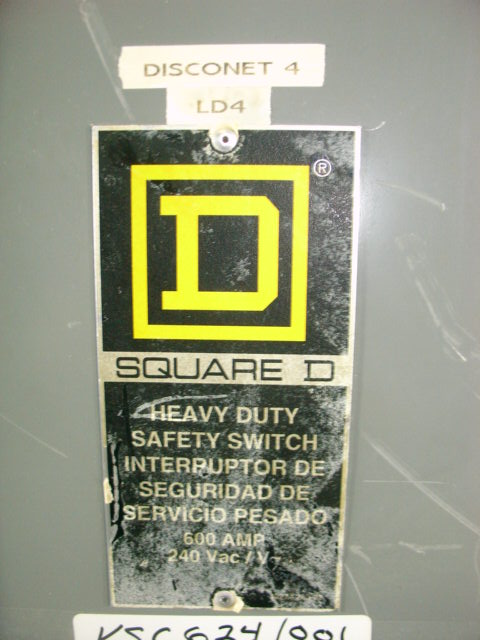 DISCONET 4
LD4
D
®
SQUARE D
HEAVY DUTY
SAFETY SWITCH
INTERRUPTOR DE
SEGURIDAD DE
SERVICIO PESADO
600 AMP
240 Vac / V~